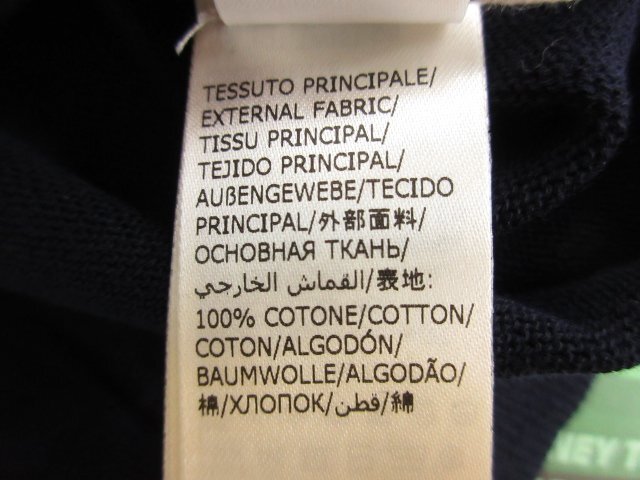 TESSUTO PRINCIPALE/
EXTERNAL FABRIC/
TISSU PRINCIPAL/
TEJIDO PRINCIPAL/
AUßENGEWEBE/TECIDO
PRINCIPAL/外部面料/
ОСНОВНАЯ ТКАНЬ/
القماش الخارجي/表地:
100% COTONE/COTTON/
COTON/ALGODÓN/
BAUMWOLLE/ALGODÃO/
棉/ХЛОПОК/قطن/綿